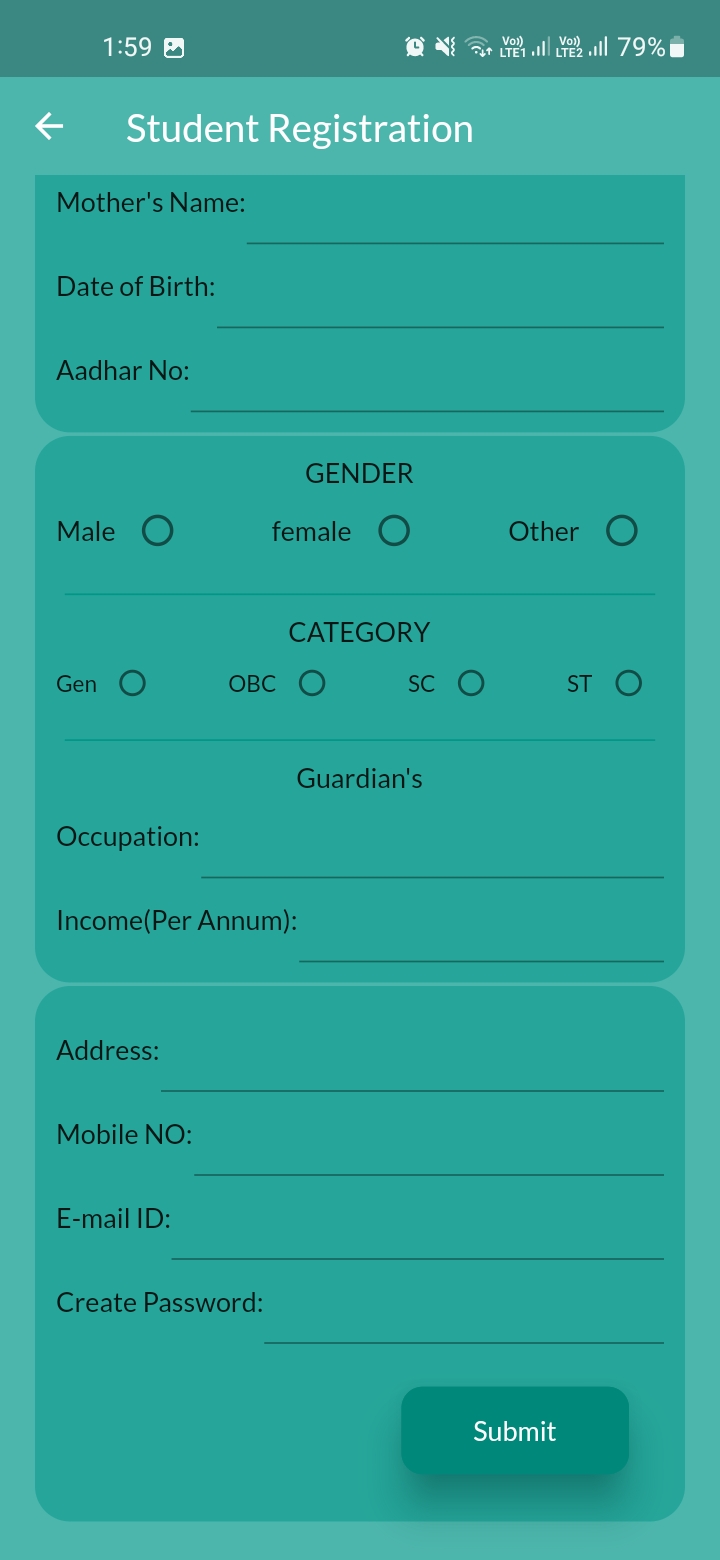 1:59 Vo)) LTE1 Vo)) LTE2 79%
Student Registration
Mother's Name:
Date of Birth:
Aadhar No:
GENDER
Male female Other
CATEGORY
Gen OBC SC ST
Guardian's
Occupation:
Income(Per Annum):
Address:
Mobile NO:
E-mail ID:
Create Password:
Submit